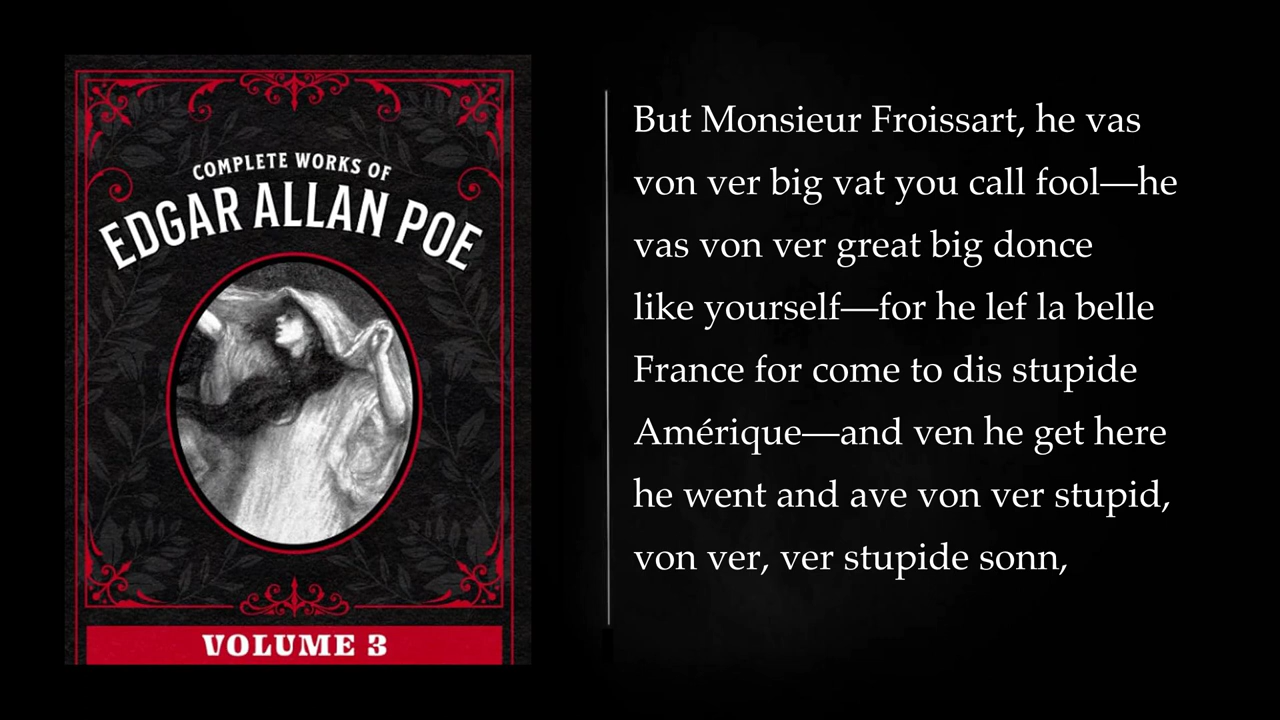 COMPLETE WORKS OF
EDGAR ALLAN POE
VOLUME 3
But Monsieur Froissart, he vas
von ver big vat you call fool—he
vas von ver great big donce
like yourself—for he lef la belle
France for come to dis stupide
Amérique—and ven he get here
he went and ave von ver stupid,
von ver, ver stupide sonn,